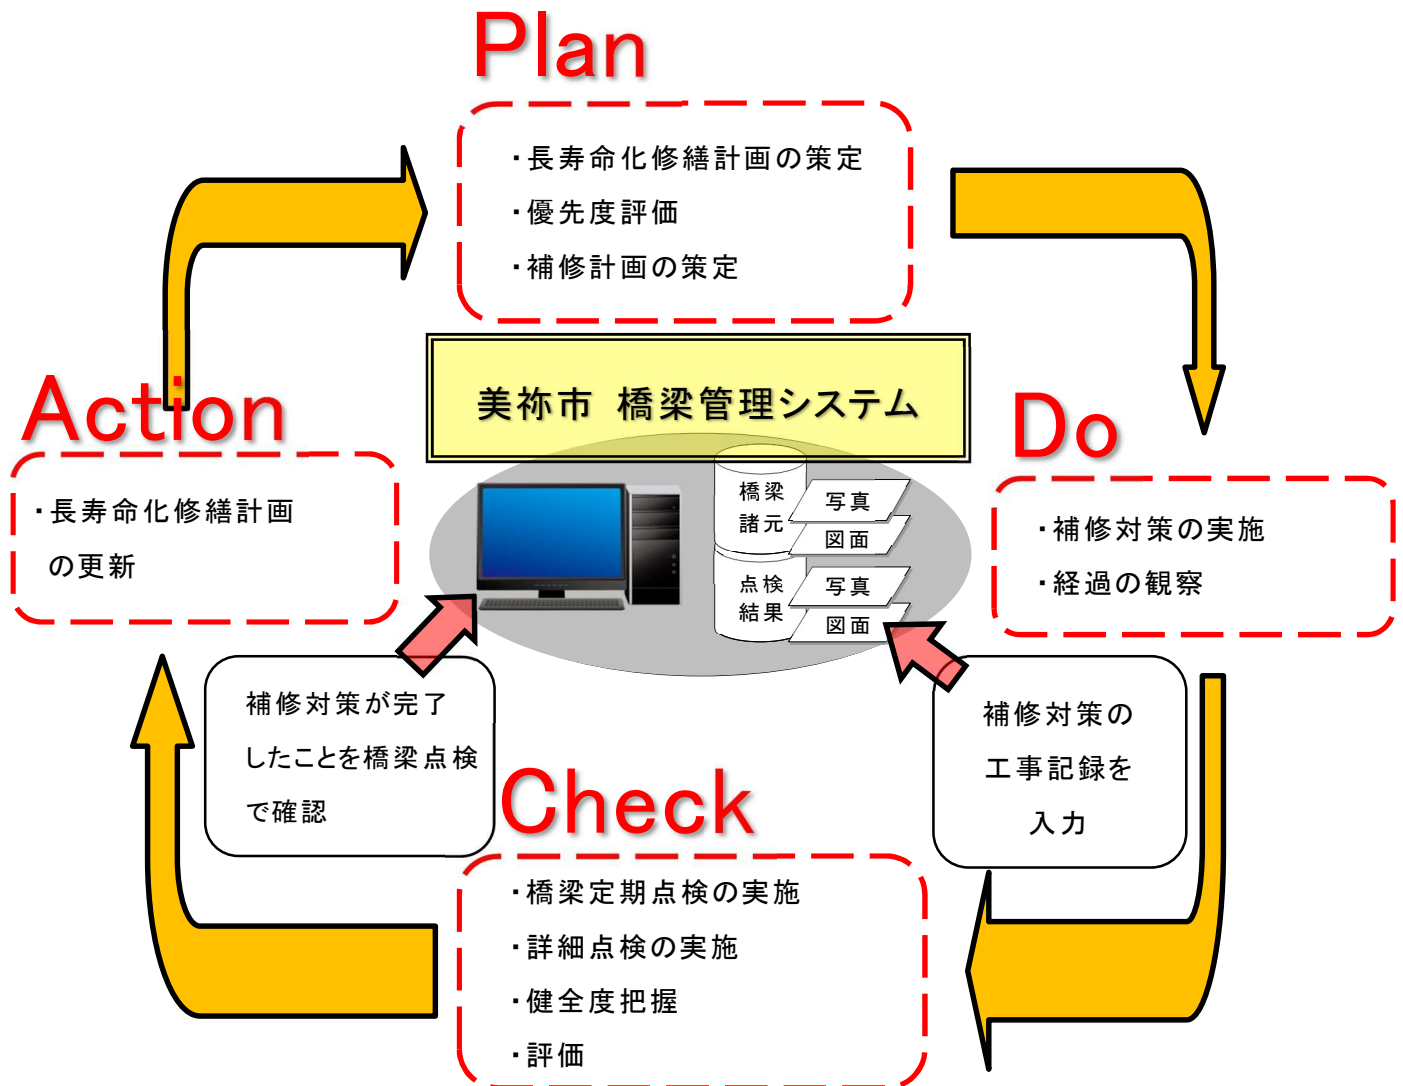 Plan
・長寿命化修繕計画の策定
・優先度評価
・補修計画の策定
美祢市 橋梁管理システム
Action
・長寿命化修繕計画
の更新
Do
・補修対策の実施
・経過の観察
橋梁
諸元
写真
図面
点検
結果
写真
図面
補修対策が完了
したことを橋梁点検
で確認
補修対策の
工事記録を
入力
Check
・橋梁定期点検の実施
・詳細点検の実施
・健全度把握
・評価